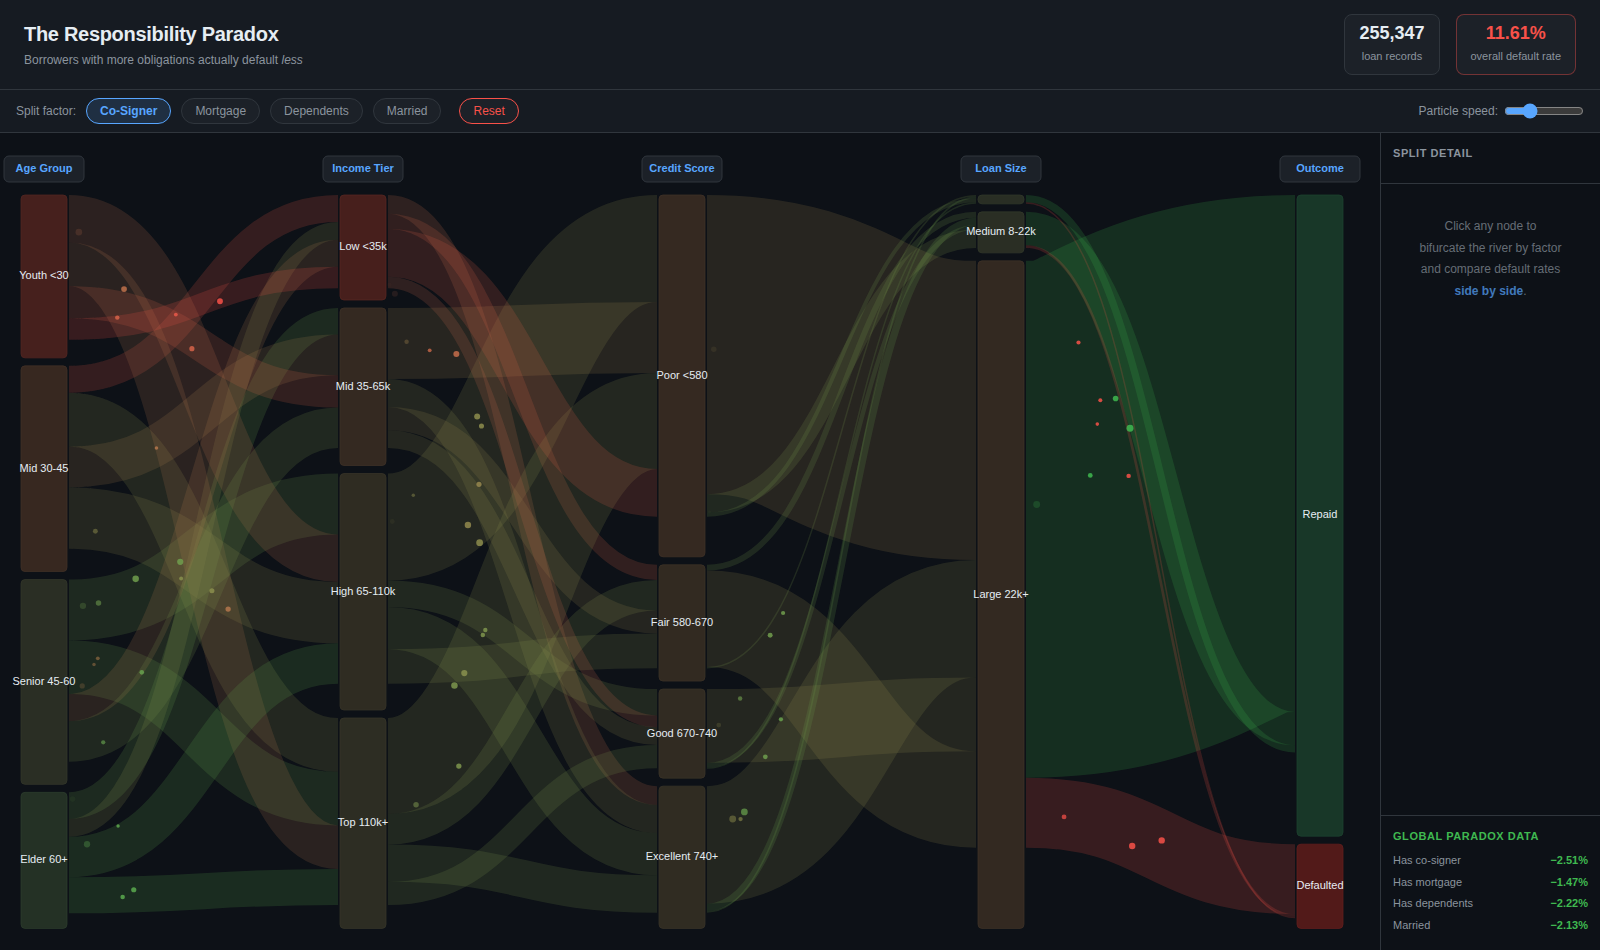 The Responsibility Paradox
Borrowers with more obligations actually default less
255,347
loan records
11.61%
overall default rate
Split factor:
Co-Signer
Mortgage
Dependents
Married
Reset
Particle speed:
Age Group
Income Tier
Credit Score
Loan Size
Outcome
Youth <30
Mid 30-45
Senior 45-60
Elder 60+
Low <35k
Mid 35-65k
High 65-110k
Top 110k+
Poor <580
Fair 580-670
Good 670-740
Excellent 740+
Medium 8-22k
Large 22k+
Repaid
Defaulted
SPLIT DETAIL
Click any node to
bifurcate the river by factor
and compare default rates
side by side.
GLOBAL PARADOX DATA
Has co-signer −2.51%
Has mortgage −1.47%
Has dependents −2.22%
Married −2.13%